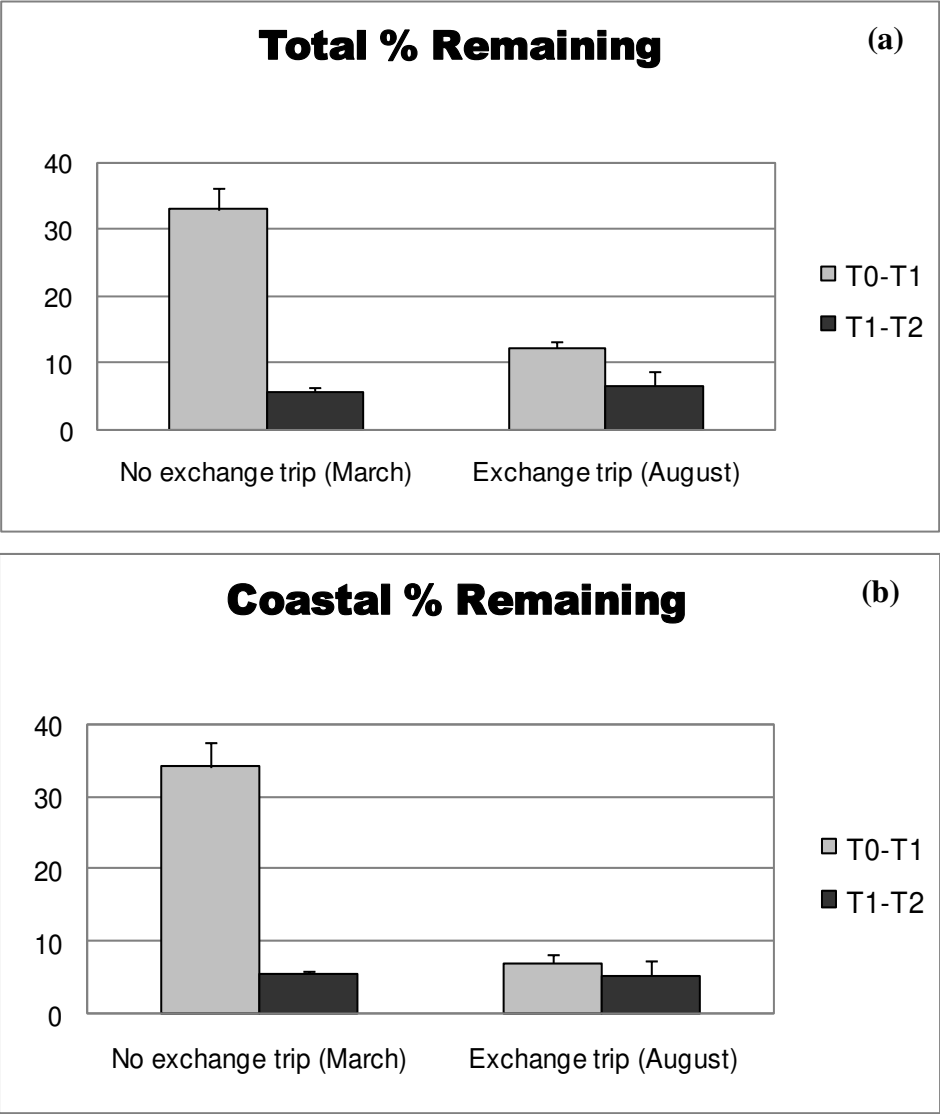 Total % Remaining
(a)
40
30
20
10
0
T0-T1
T1-T2
No exchange trip (March)
Exchange trip (August)
Coastal % Remaining
(b)
40
30
20
10
0
T0-T1
T1-T2
No exchange trip (March)
Exchange trip (August)